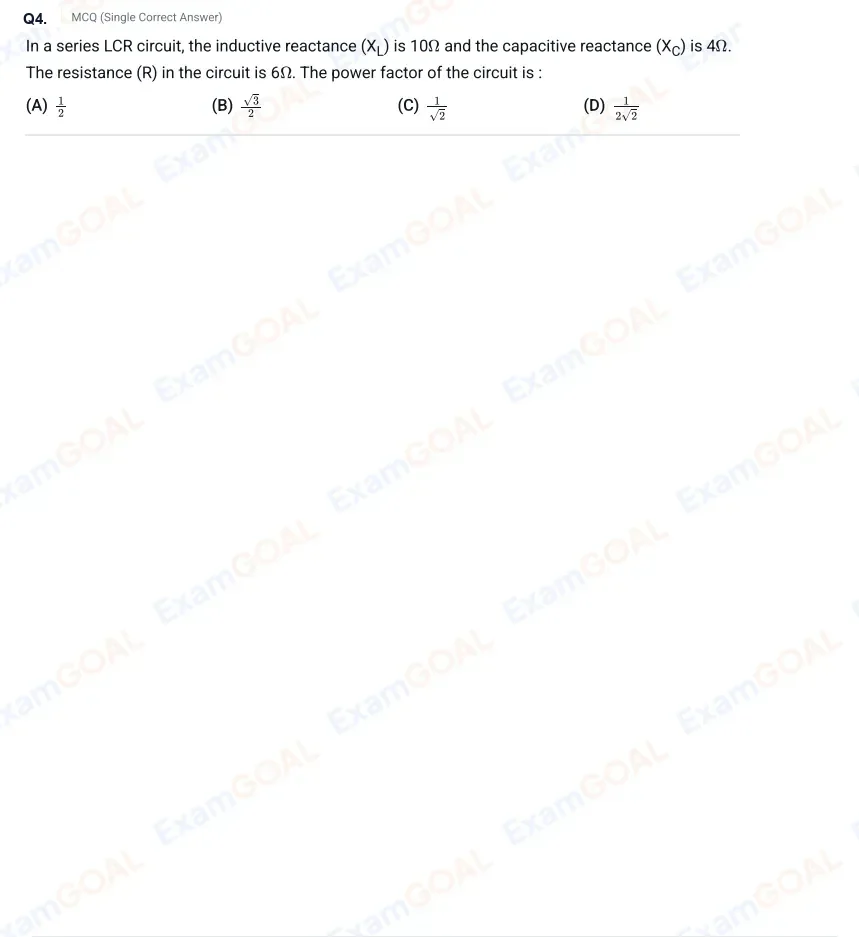 Q4. MCQ (Single Correct Answer)
In a series LCR circuit, the inductive reactance (X_L) is 10Ω and the capacitive reactance (X_C) is 4Ω.
The resistance (R) in the circuit is 6Ω. The power factor of the circuit is :
(A) 1/2 (B) √3/2 (C) 1/√2 (D) 1/2√2
ExamGOAL